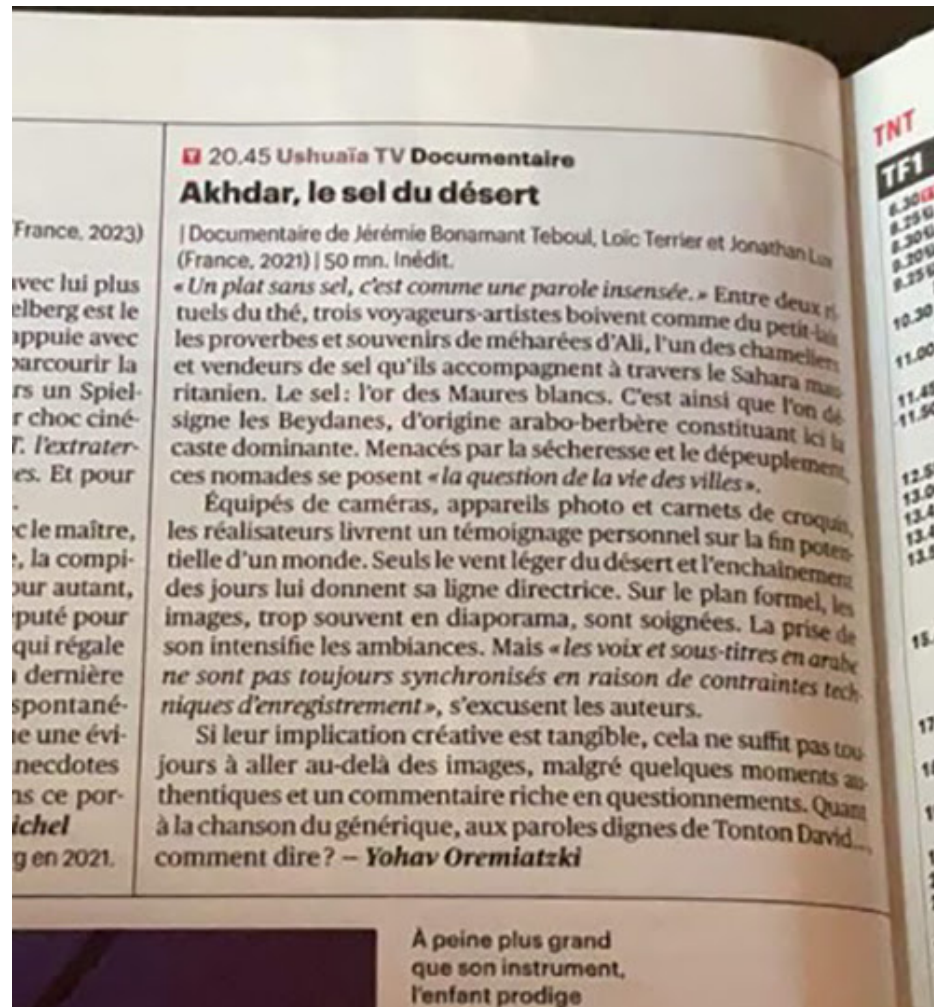 20.45 Ushuaïa TV Documentaire
Akhdar, le sel du désert
| Documentaire de Jérémie Bonamant Teboul, Loïc Terrier et Jonathan Lux
(France, 2021) | 50 mn. Inédit.
« Un plat sans sel, c'est comme une parole insensée. » Entre deux ri-
tuels du thé, trois voyageurs-artistes boivent comme du petit-lait
les proverbes et souvenirs de méharées d'Ali, l'un des chameliers
et vendeurs de sel qu'ils accompagnent à travers le Sahara mau-
ritanien. Le sel : l'or des Maures blancs. C'est ainsi que l'on dé-
signe les Beydanes, d'origine arabo-berbère constituant ici la
caste dominante. Menacés par la sécheresse et le dépeuplement,
ces nomades se posent « la question de la vie des villes ».
Équipés de caméras, appareils photo et carnets de croquis,
les réalisateurs livrent un témoignage personnel sur la fin poten-
tielle d'un monde. Seuls le vent léger du désert et l'enchaînement
des jours lui donnent sa ligne directrice. Sur le plan formel, les
images, trop souvent en diaporama, sont soignées. La prise de
son intensifie les ambiances. Mais « les voix et sous-titres en arabe
ne sont pas toujours synchronisés en raison de contraintes tech-
niques d'enregistrement », s'excusent les auteurs.
Si leur implication créative est tangible, cela ne suffit pas tou-
jours à aller au-delà des images, malgré quelques moments au-
thentiques et un commentaire riche en questionnements. Quant
à la chanson du générique, aux paroles dignes de Tonton David...,
comment dire ? – Yohav Oremiatzki
France, 2023)
avec lui plus
elberg est le
appuie avec
parcourir la
rs un Spiel-
r choc ciné-
T. l'extrater-
es. Et pour
c le maître,
, la compi-
our autant,
puté pour
qui régale
dernière
spontané-
e une évi-
necdotes
ns ce por-
ichel
g en 2021.
À peine plus grand
que son instrument,
l'enfant prodige
TNT
TF1
10.30
11.00
11.45
11.50